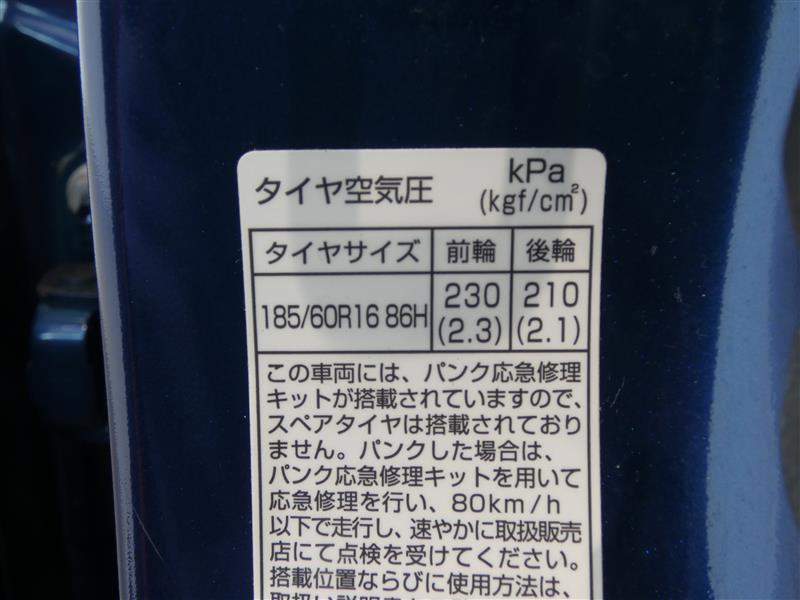 タイヤ空気圧 kPa
(kgf/cm²)
タイヤサイズ 前輪 後輪
185/60R16 86H 230 210
(2.3) (2.1)
この車両には、パンク応急修理
キットが搭載されていますので、
スペアタイヤは搭載されており
ません。パンクした場合は、
パンク応急修理キットを用いて
応急修理を行い、80km/h
以下で走行し、速やかに取扱販売
店にて点検を受けてください。
搭載位置ならびに使用方法は、